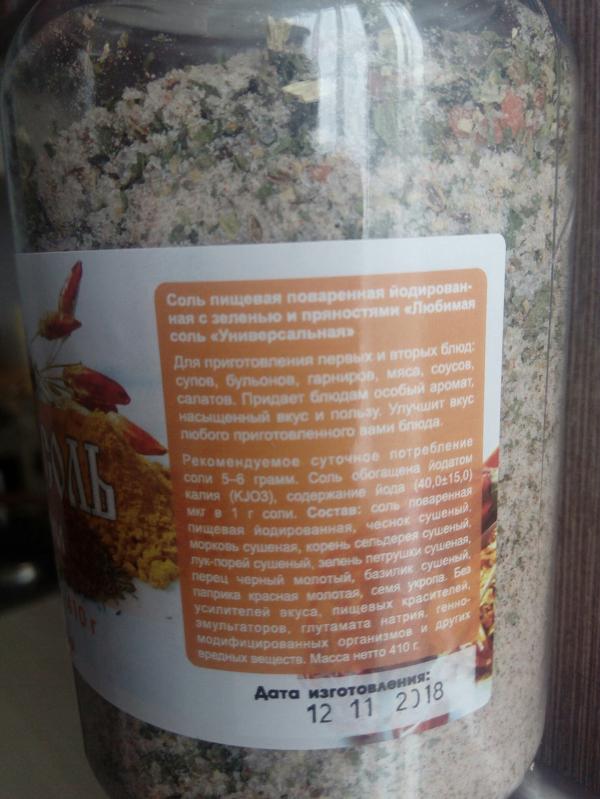 Соль пищевая поваренная йодирован-
ная с зеленью и пряностями «Любимая
соль «Универсальная»
Для приготовления первых и вторых блюд:
супов, бульонов, гарниров, мяса, соусов,
салатов. Придает блюдам особый аромат,
насыщенный вкус и пользу. Улучшит вкус
любого приготовленного вами блюда.
Рекомендуемое суточное потребление
соли 5–6 грамм. Соль обогащена йодатом
калия (KJO3), содержание йода (40,0±15,0)
мкг в 1 г соли. Состав: соль поваренная
пищевая йодированная, чеснок сушеный,
морковь сушеная, корень сельдерея сушеный,
лук-порей сушеный, зелень петрушки сушеная,
перец черный молотый, базилик сушеный,
паприка красная молотая, семя укропа. Без
усилителей вкуса, пищевых красителей,
эмульгаторов, глутамата натрия, генно-
модифицированных организмов и других
вредных веществ. Масса нетто 410 г.
Дата изготовления:
12 11 2018
410 г